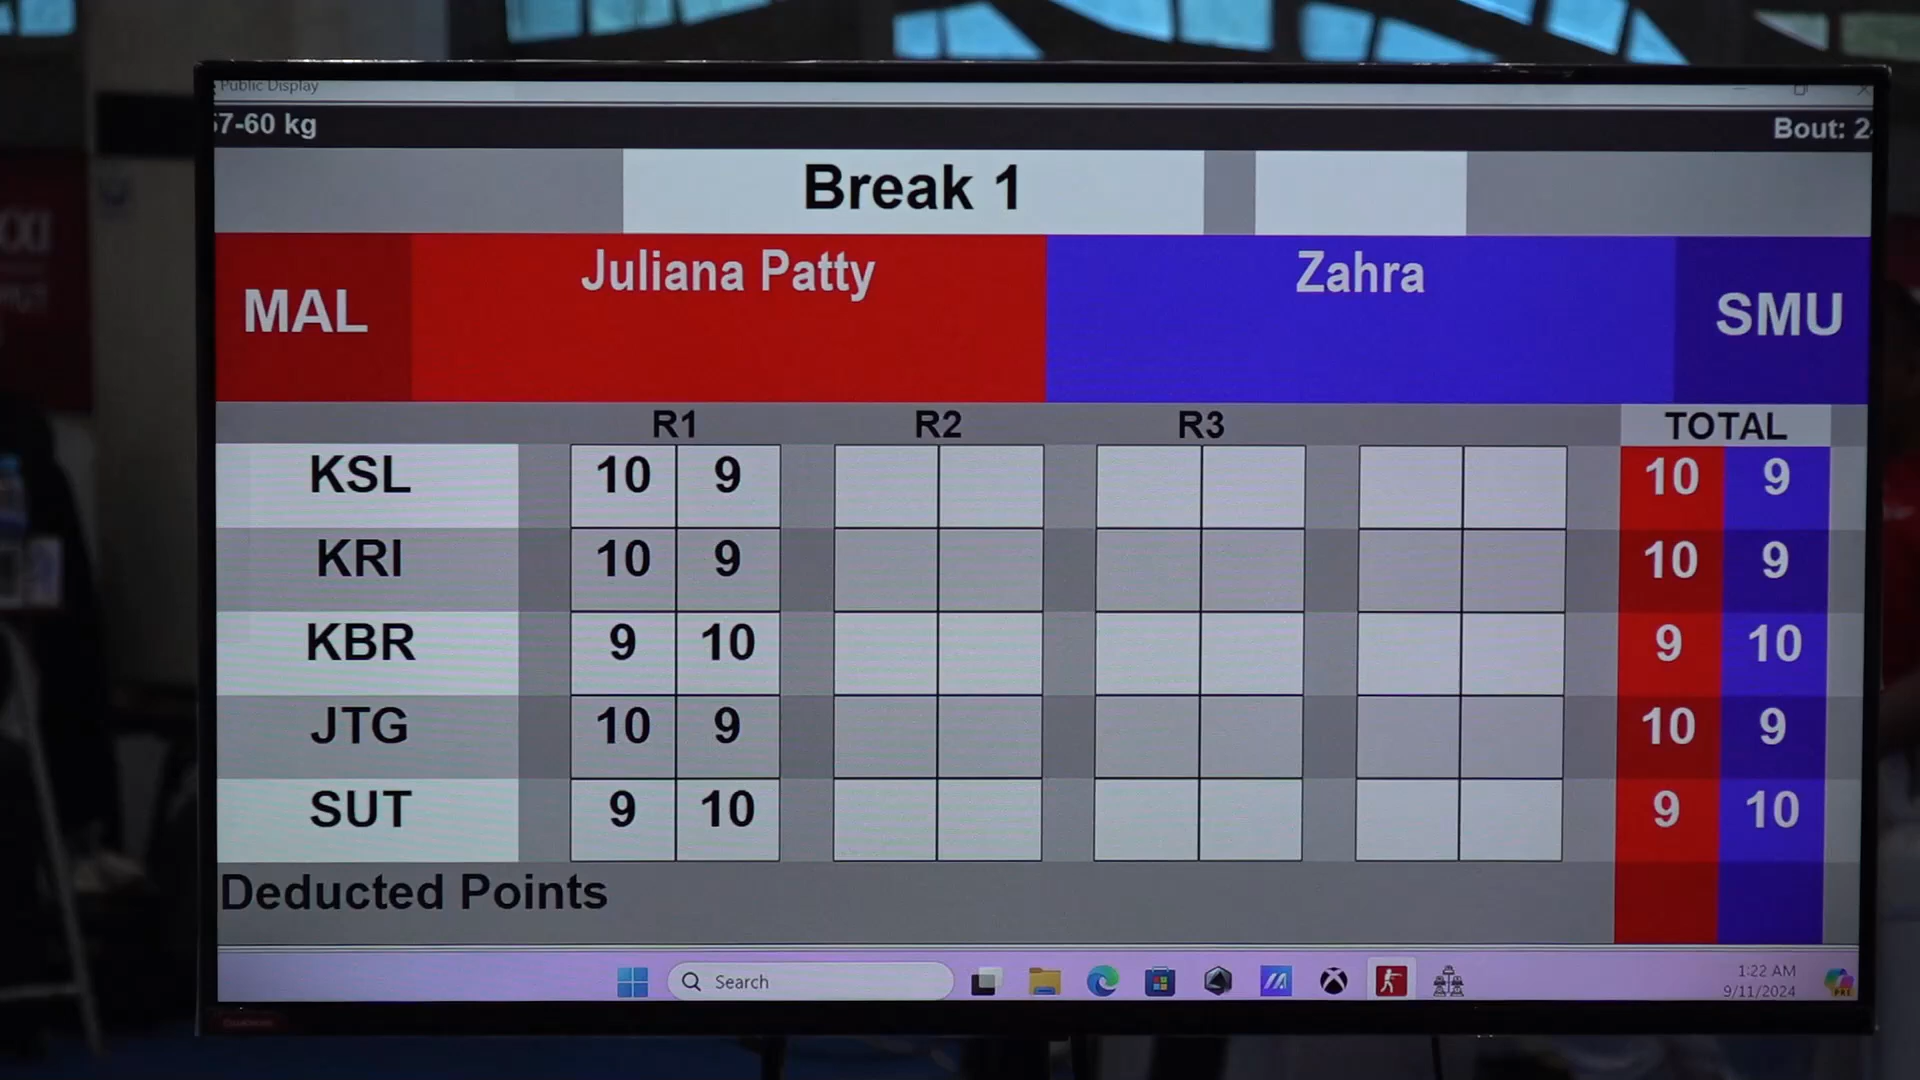 Public Display
57-60 kg
Bout: 2
Break 1
MAL Juliana Patty Zahra SMU
R1 R2 R3 TOTAL
KSL 10 9 10 9
KRI 10 9 10 9
KBR 9 10 9 10
JTG 10 9 10 9
SUT 9 10 9 10
Deducted Points
Search
1:22 AM
9/11/2024